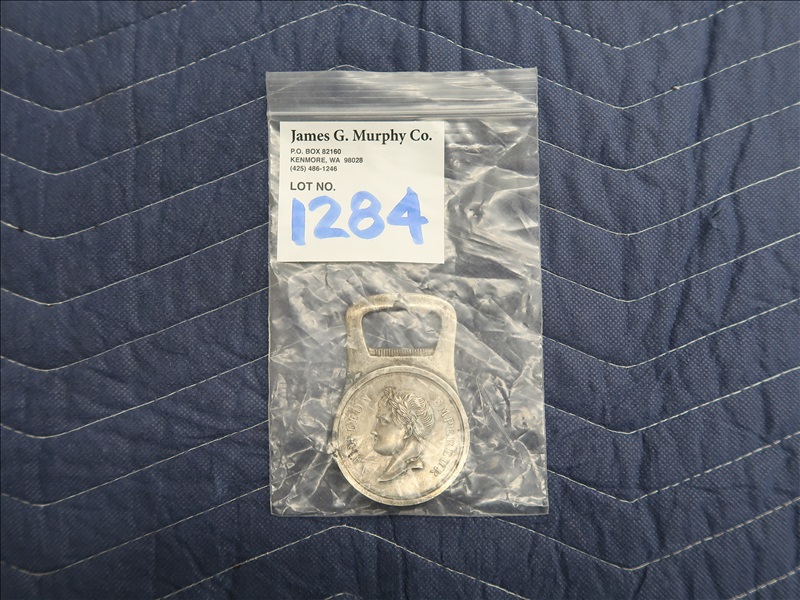 James G. Murphy Co.
P.O. BOX 82160
KENMORE, WA 98028
(425) 486-1246
LOT NO.
1284